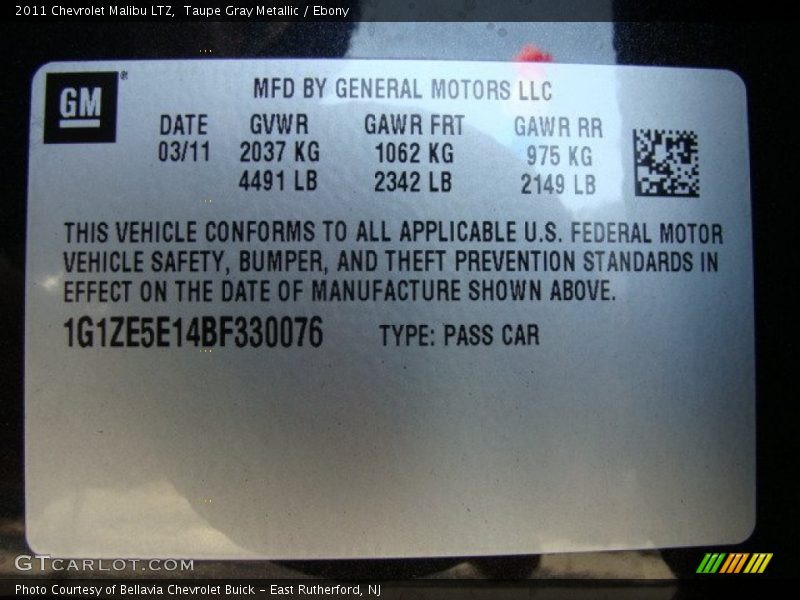 2011 Chevrolet Malibu LTZ,  Taupe Gray Metallic / Ebony
GM®
MFD BY GENERAL MOTORS LLC
DATE GVWR GAWR FRT GAWR RR
03/11 2037 KG 1062 KG 975 KG
4491 LB 2342 LB 2149 LB
THIS VEHICLE CONFORMS TO ALL APPLICABLE U.S. FEDERAL MOTOR
VEHICLE SAFETY, BUMPER, AND THEFT PREVENTION STANDARDS IN
EFFECT ON THE DATE OF MANUFACTURE SHOWN ABOVE.
1G1ZE5E14BF330076 TYPE: PASS CAR
GTCARLOT.COM
Photo Courtesy of Bellavia Chevrolet Buick - East Rutherford, NJ